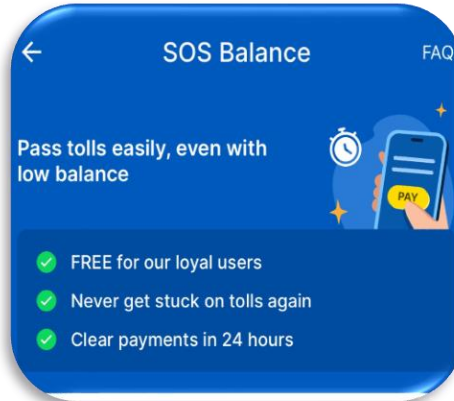 SOS Balance
FAQ
Pass tolls easily, even with
low balance
PAY
FREE for our loyal users
Never get stuck on tolls again
Clear payments in 24 hours